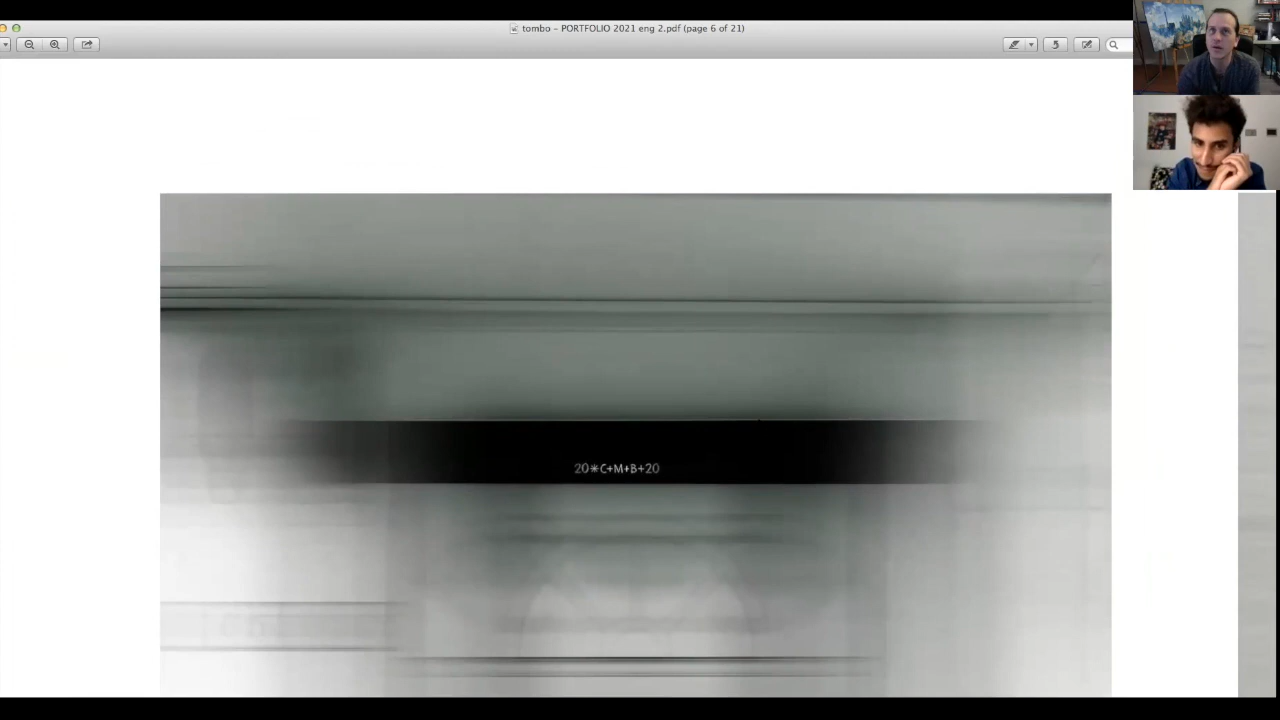 tombo – PORTFOLIO 2021 eng 2.pdf (page 6 of 21)
20*C+M+B+20